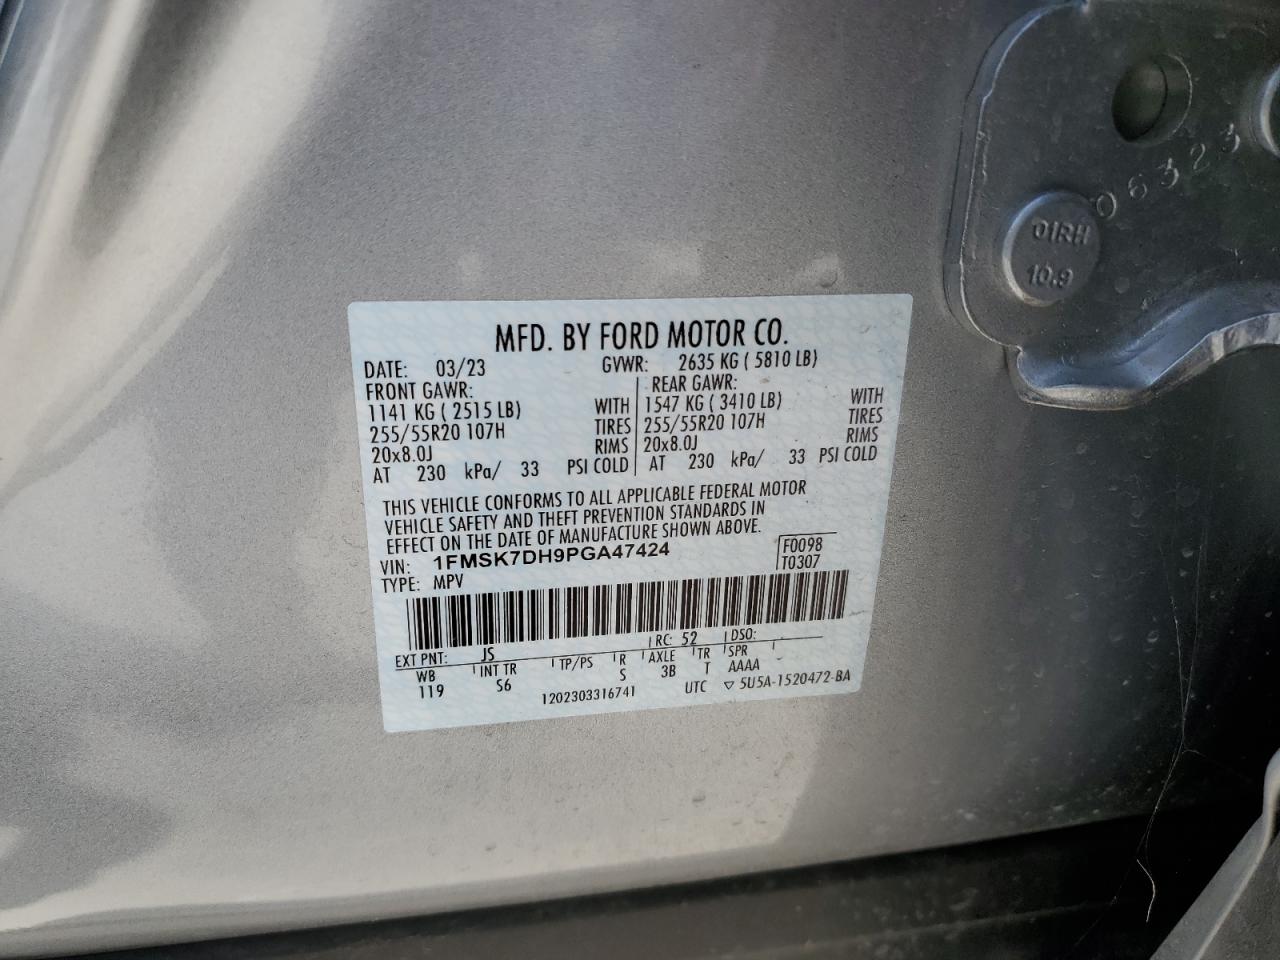 MFD. BY FORD MOTOR CO.
DATE: 03/23 GVWR: 2635 KG ( 5810 LB)
FRONT GAWR: REAR GAWR:
1141 KG ( 2515 LB) WITH 1547 KG ( 3410 LB) WITH
255/55R20 107H TIRES 255/55R20 107H TIRES
20x8.0J RIMS 20x8.0J RIMS
AT 230 kPa/ 33 PSI COLD AT 230 kPa/ 33 PSI COLD
THIS VEHICLE CONFORMS TO ALL APPLICABLE FEDERAL MOTOR
VEHICLE SAFETY AND THEFT PREVENTION STANDARDS IN
EFFECT ON THE DATE OF MANUFACTURE SHOWN ABOVE.
VIN: 1FMSK7DH9PGA47424 F0098
TYPE: MPV T0307
EXT PNT: JS RC: 52 DSO:
WB INT TR TP/PS R AXLE TR SPR
119 S6 S 3B T AAAA
1202303316741 UTC ▽ 5U5A-1520472-BA
06323
01RH
10.9